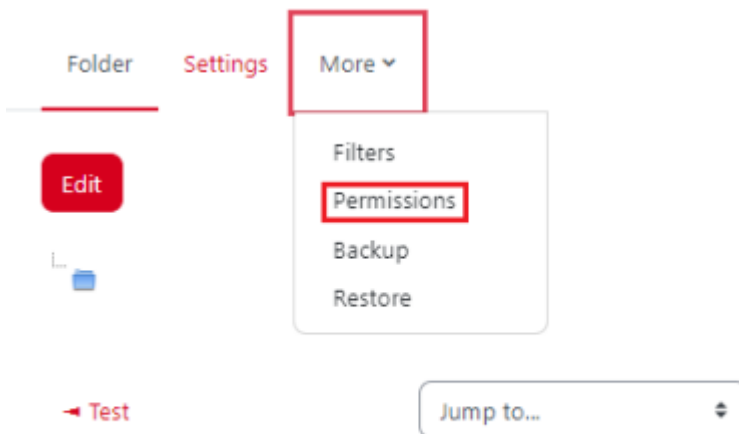 Folder Settings More
Filters
Edit
Permissions
Backup
Restore
◄ Test Jump to...